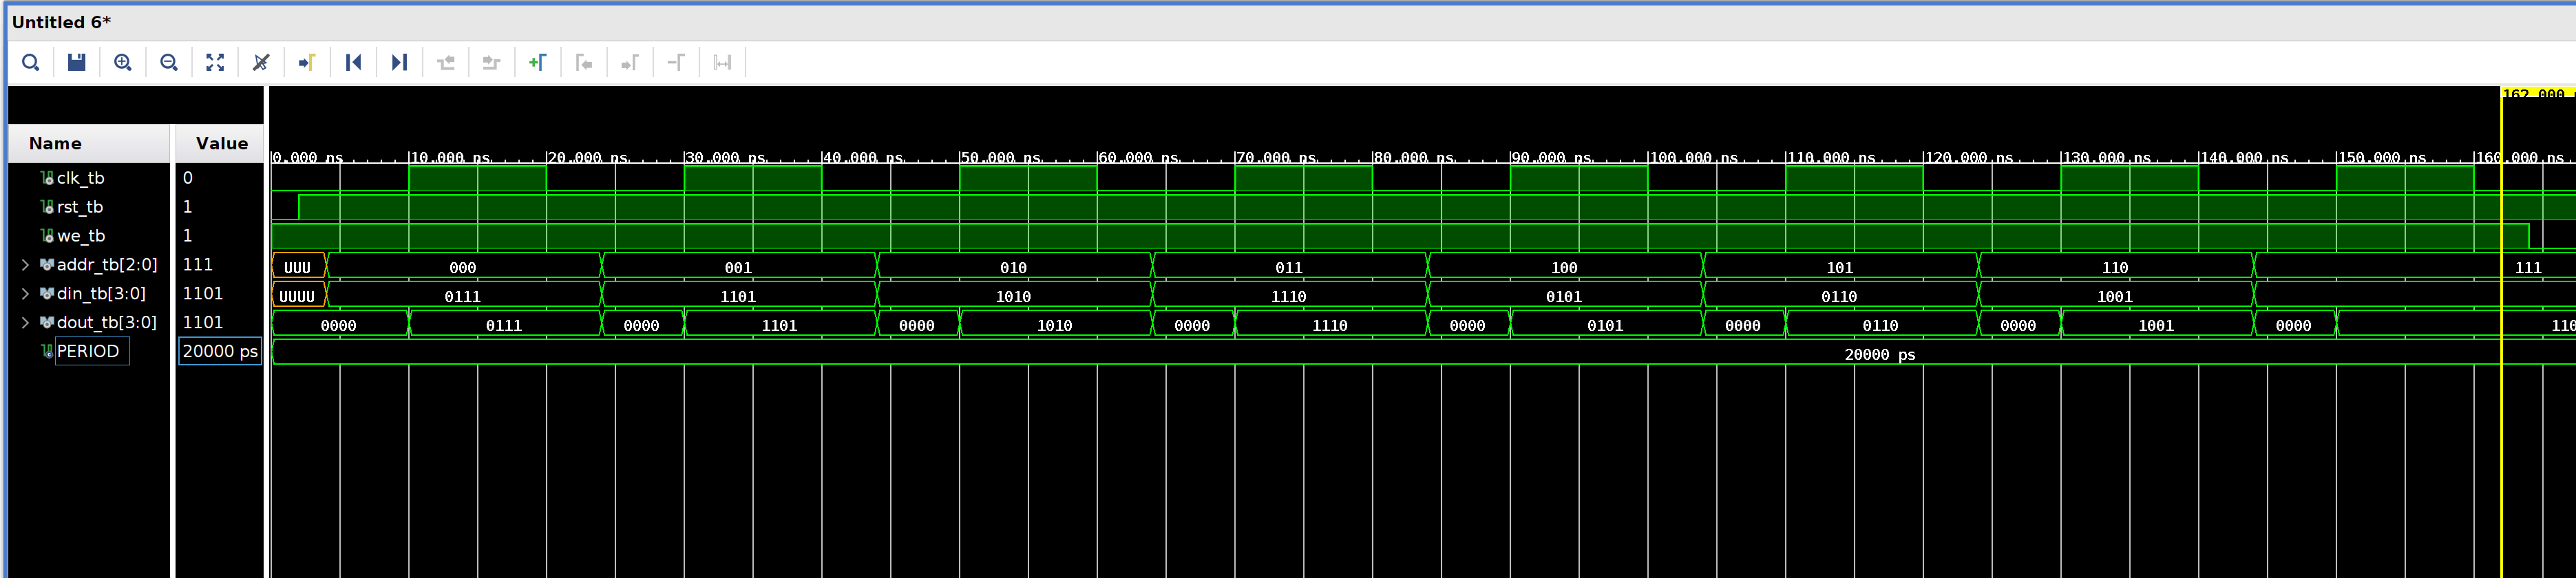 Untitled 6*
162.000
Name Value
0.000 ns 10.000 ns 20.000 ns 30.000 ns 40.000 ns 50.000 ns 60.000 ns 70.000 ns 80.000 ns 90.000 ns 100.000 ns 110.000 ns 120.000 ns 130.000 ns 140.000 ns 150.000 ns 160.000 ns
clk_tb 0
rst_tb 1
we_tb 1
addr_tb[2:0] 111 UUU 000 001 010 011 100 101 110 111
din_tb[3:0] 1101 UUUU 0111 1101 1010 1110 0101 0110 1001
dout_tb[3:0] 1101 0000 0111 0000 1101 0000 1010 0000 1110 0000 0101 0000 0110 0000 1001 0000 110
PERIOD 20000 ps 20000 ps